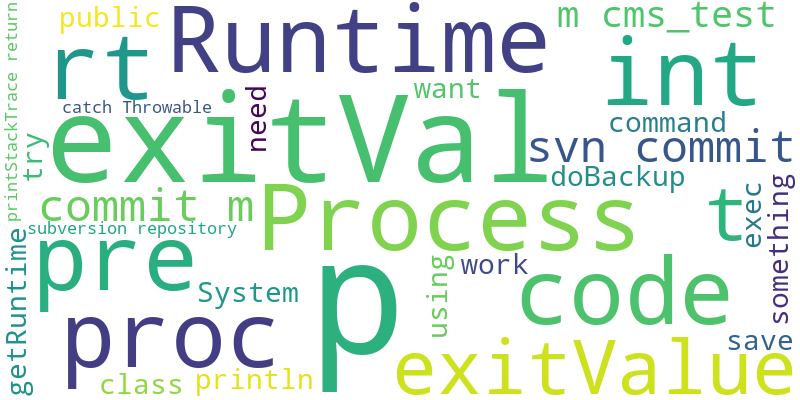 public
Runtime
m cms_test
rt
int
catch Throwable
want
need
exitVal
command
printStackTrace return
try
svn commit
doBackup
commit m
Process
t
exec
something
subversion repository
pre
getRuntime
System
p
using
work
code
proc
save
class
println
exitValue